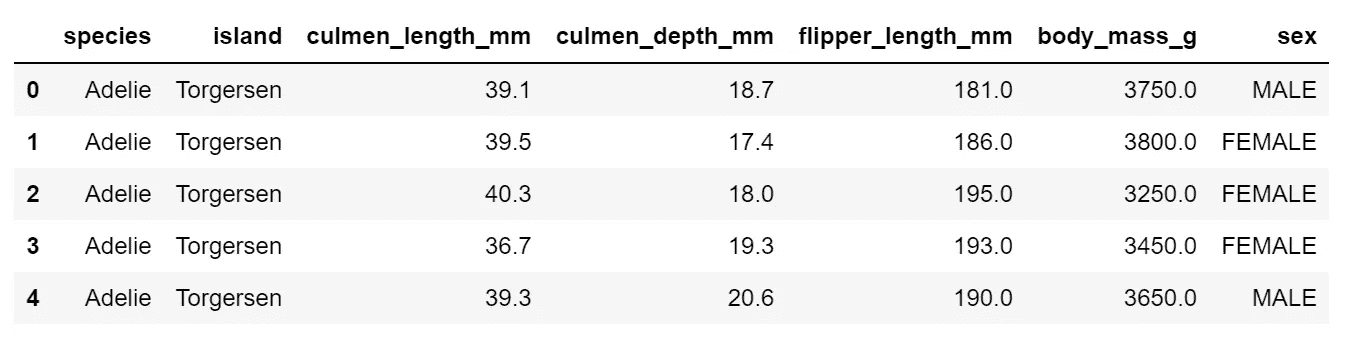 species island culmen_length_mm culmen_depth_mm flipper_length_mm body_mass_g sex
0 Adelie Torgersen 39.1 18.7 181.0 3750.0 MALE
1 Adelie Torgersen 39.5 17.4 186.0 3800.0 FEMALE
2 Adelie Torgersen 40.3 18.0 195.0 3250.0 FEMALE
3 Adelie Torgersen 36.7 19.3 193.0 3450.0 FEMALE
4 Adelie Torgersen 39.3 20.6 190.0 3650.0 MALE